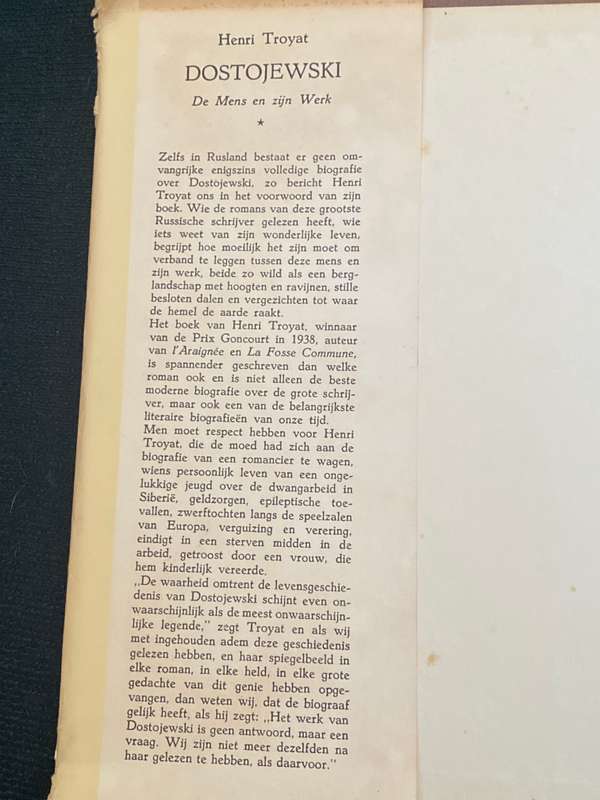 Henri Troyat
DOSTOJEWSKI
De Mens en zijn Werk
*
Zelfs in Rusland bestaat er geen om-
vangrijke enigszins volledige biografie
over Dostojewski, zo bericht Henri
Troyat ons in het voorwoord van zijn
boek. Wie de romans van deze grootste
Russische schrijver gelezen heeft, wie
iets weet van zijn wonderlijke leven,
begrijpt hoe moeilijk het zijn moet om
verband te leggen tussen deze mens en
zijn werk, beide zo wild als een berg-
landschap met hoogten en ravijnen, stille
besloten dalen en vergezichten tot waar
de hemel de aarde raakt.
Het boek van Henri Troyat, winnaar
van de Prix Goncourt in 1938, auteur
van l'Araignée en La Fosse Commune,
is spannender geschreven dan welke
roman ook en is niet alleen de beste
moderne biografie over de grote schrij-
ver, maar ook een van de belangrijkste
literaire biografieën van onze tijd.
Men moet respect hebben voor Henri
Troyat, die de moed had zich aan de
biografie van een romancier te wagen,
wiens persoonlijk leven van een onge-
lukkige jeugd over de dwangarbeid in
Siberië, geldzorgen, epileptische toe-
vallen, zwerftochten langs de speelzalen
van Europa, verguizing en verering,
eindigt in een sterven midden in de
arbeid, getroost door een vrouw, die
hem kinderlijk vereerde.
„De waarheid omtrent de levensgeschie-
denis van Dostojewski schijnt even on-
waarschijnlijk als de meest onwaarschijn-
lijke legende,” zegt Troyat en als wij
met ingehouden adem deze geschiedenis
gelezen hebben, en haar spiegelbeeld in
elke roman, in elke held, in elke grote
gedachte van dit genie hebben opge-
vangen, dan weten wij, dat de biograaf
gelijk heeft, als hij zegt: „Het werk van
Dostojewski is geen antwoord, maar een
vraag. Wij zijn niet meer dezelfden na
haar gelezen te hebben, als daarvoor.”